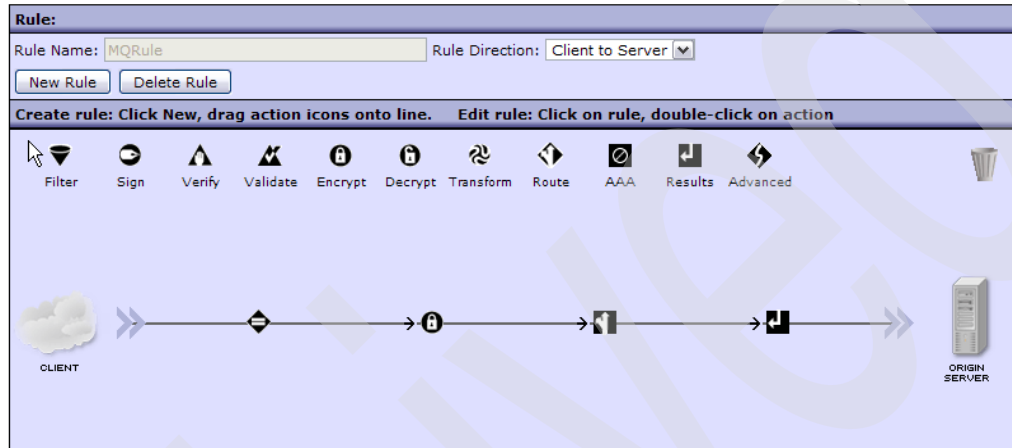 Rule:
Rule Name: MQRule Rule Direction: Client to Server
New Rule Delete Rule
Create rule: Click New, drag action icons onto line. Edit rule: Click on rule, double-click on action
Filter Sign Verify Validate Encrypt Decrypt Transform Route AAA Results Advanced
CLIENT
ORIGIN
SERVER